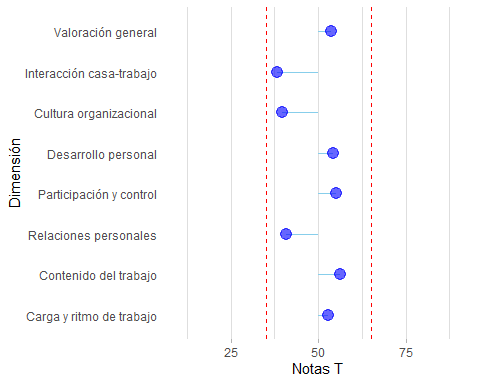 Valoración general
Interacción casa-trabajo
Cultura organizacional
Desarrollo personal
Participación y control
Relaciones personales
Contenido del trabajo
Carga y ritmo de trabajo
Dimensión
25 50 75
Notas T